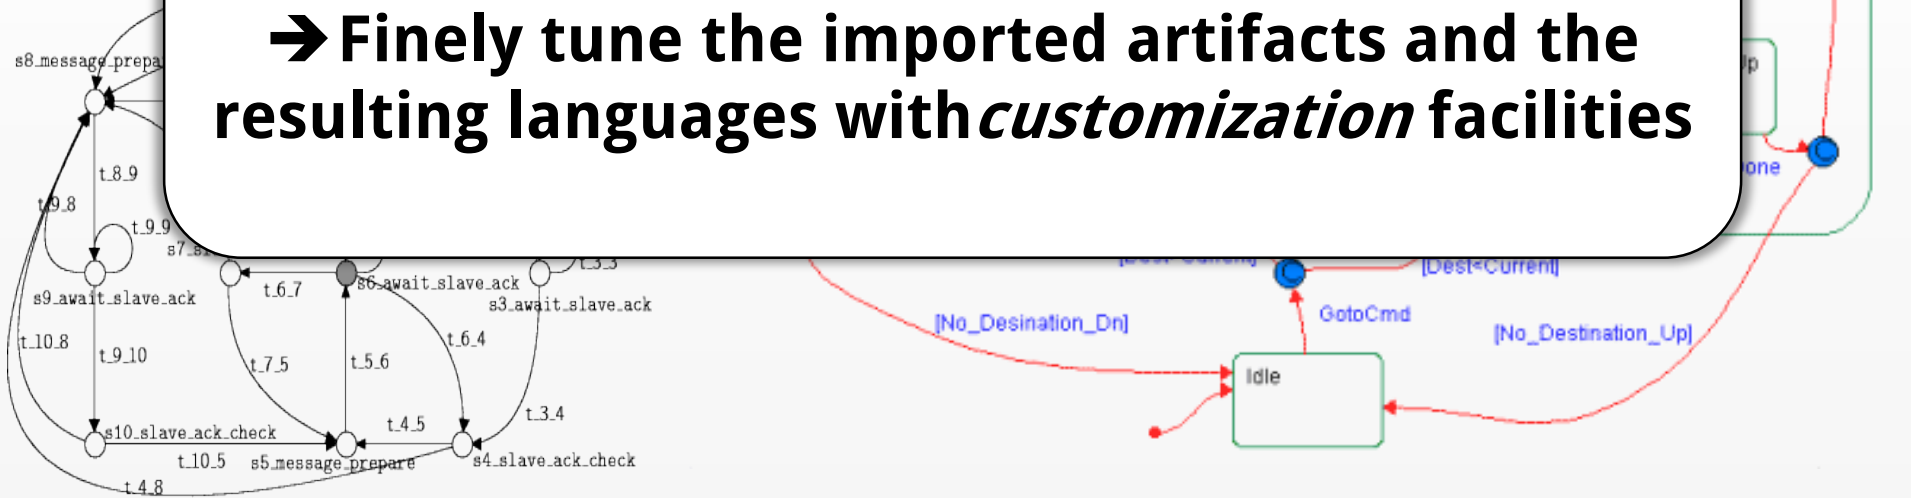 ➔Finely tune the imported artifacts and the
resulting languages with customization facilities
t_8_9
t_9_8
t_9_9
s9_await_slave_ack
t_6_7
s6_await_slave_ack
t_3_3
s3_await_slave_ack
t_10_8
t_9_10
t_7_5
t_5_6
t_6_4
t_3_4
t_4_5
s10_slave_ack_check
t_10_5
s5_message_prepare
s4_slave_ack_check
t_4_8
[Dest<Current]
GotoCmd
[No_Desination_Dn]
[No_Destination_Up]
Idle